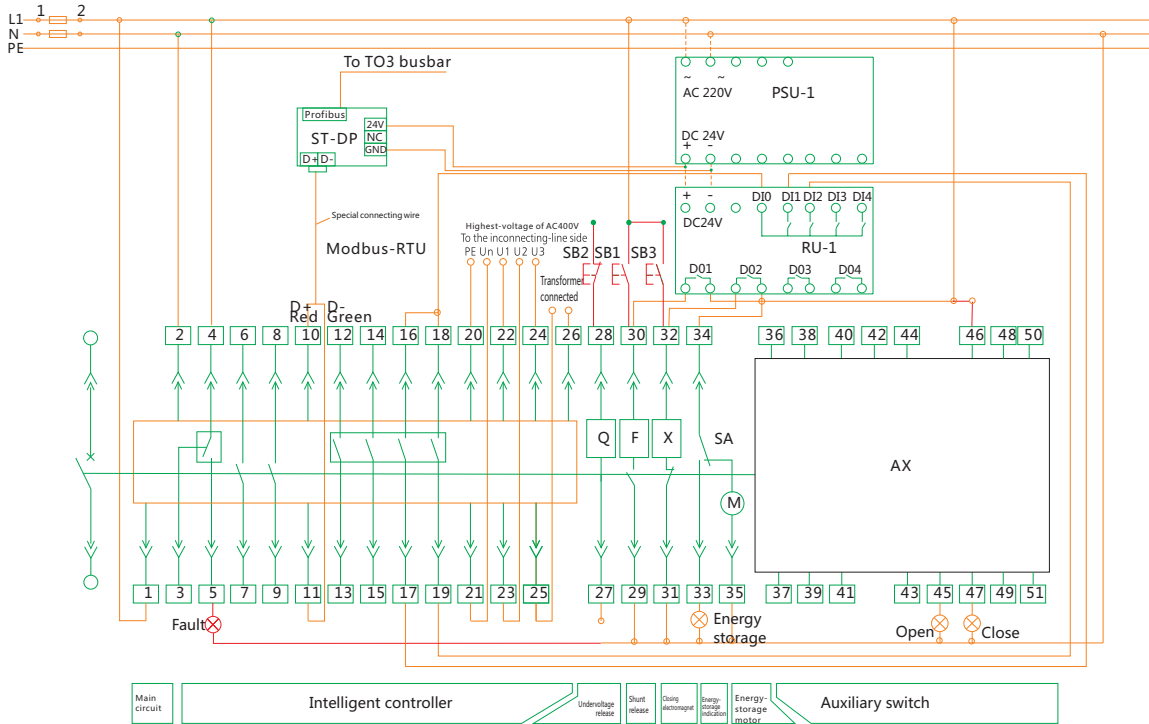 L1 1 2
N
PE
To TO3 busbar
~ ~
AC 220V
PSU-1
Profibus
ST-DP
24V
NC
GND
D+ D-
DC 24V
+ -
+ -
DC24V
DI0 DI1 DI2 DI3 DI4
RU-1
D01 D02 D03 D04
Special connecting wire
Modbus-RTU
Highest-voltage of AC400V
To the inconnecting-line side
PE Un U1 U2 U3
Transformer
connected
SB2 SB1 SB3
D+ D-
Red Green
2 4 6 8 10 12 14 16 18 20 22 24 26 28 30 32 34 36 38 40 42 44 46 48 50
Q F X SA
AX
M
1 3 5 7 9 11 13 15 17 19 21 23 25 27 29 31 33 35 37 39 41 43 45 47 49 51
Fault
Energy
storage
Open
Close
Main
circuit
Intelligent controller
Undervoltage
release
Shunt
release
Closing
electromagnet
Energy-
storage
indication
Energy-
storage
motor
Auxiliary switch